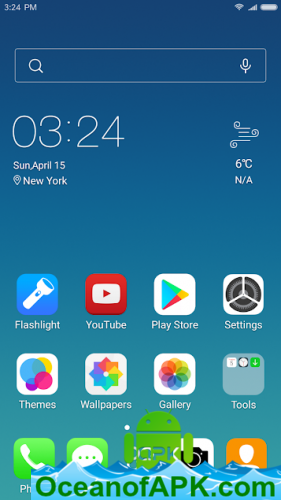 3:24 PM
03:24
Sun,April 15
New York
6℃
N/A
Flashlight
YouTube
Play Store
Settings
Themes
Wallpapers
Gallery
Tools
OceanofAPK.com